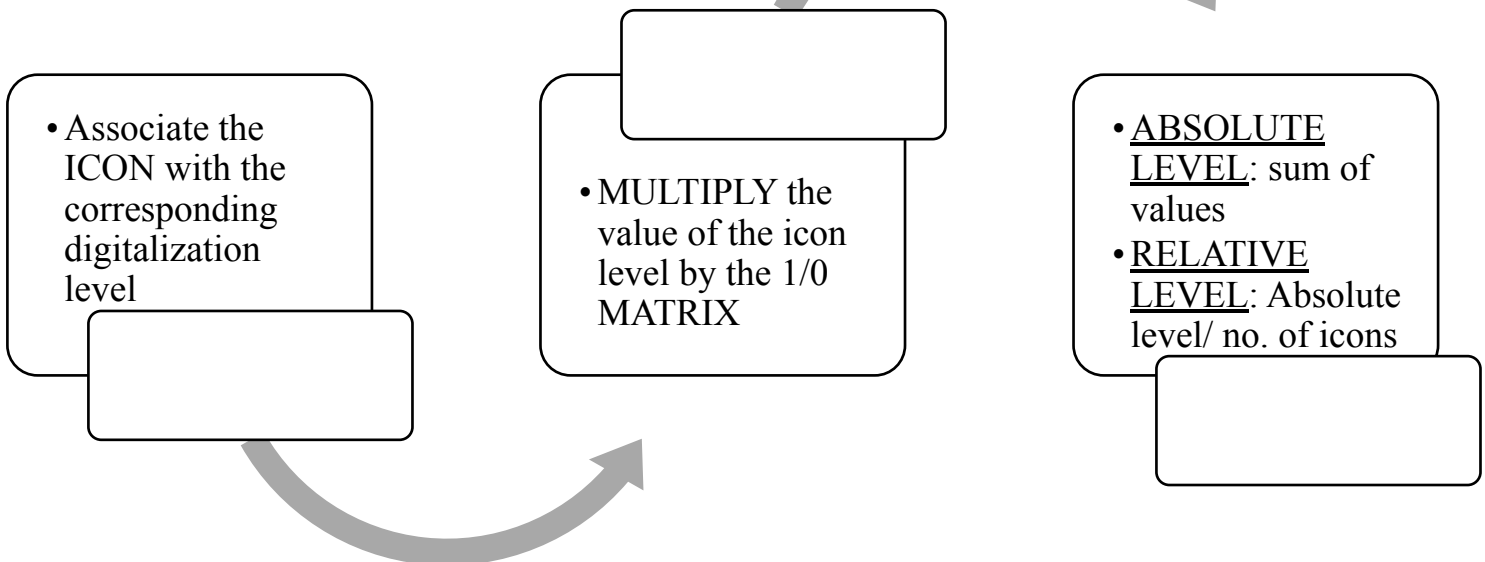 • Associate the
ICON with the
corresponding
digitalization
level
• MULTIPLY the
value of the icon
level by the 1/0
MATRIX
• ABSOLUTE
LEVEL: sum of
values
• RELATIVE
LEVEL: Absolute
level/ no. of icons